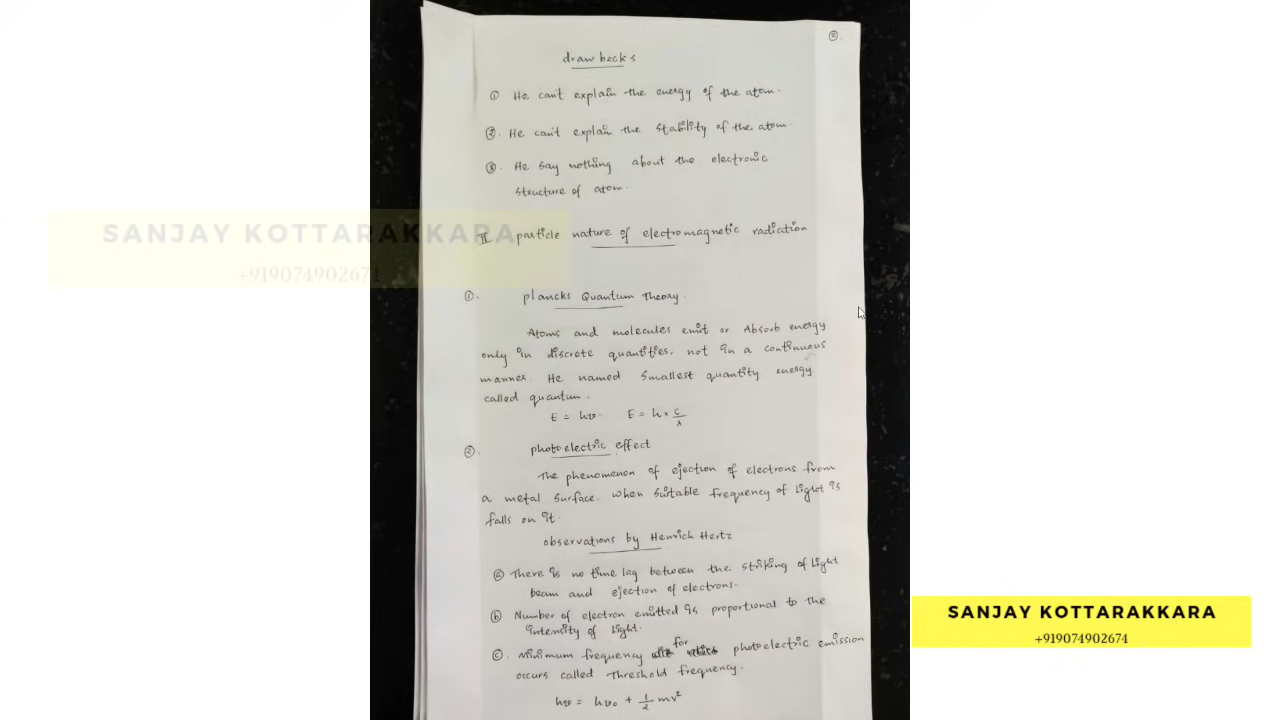 ②.
drawbacks
① He can't explain the energy of the atom.
②. He can't explain the stability of the atom.
③. He say nothing about the electronic
structure of atom.
SANJAY KOTTARAKKARA
II particle nature of electromagnetic radiation
+919074902674
①. plancks Quantum Theory.
Atoms and molecules emit or Absorb energy
only in discrete quantities, not in a continuous
manner. He named smallest quantity energy
called quantum.
E = hν. E = h × c/λ
②. photoelectric effect
The phenomenon of ejection of electrons from
a metal surface. when suitable frequency of Light is
falls on it.
observations by Henrich Hertz
ⓐ There is no time lag between the striking of Light
beam and ejection of electrons.
ⓑ Number of electron emitted is proportional to the
intensity of Light.
ⓒ. Minimum frequency for photoelectric emission
occurs called Threshold frequency.
hν = hν₀ + 1/2 mv²
SANJAY KOTTARAKKARA
+919074902674